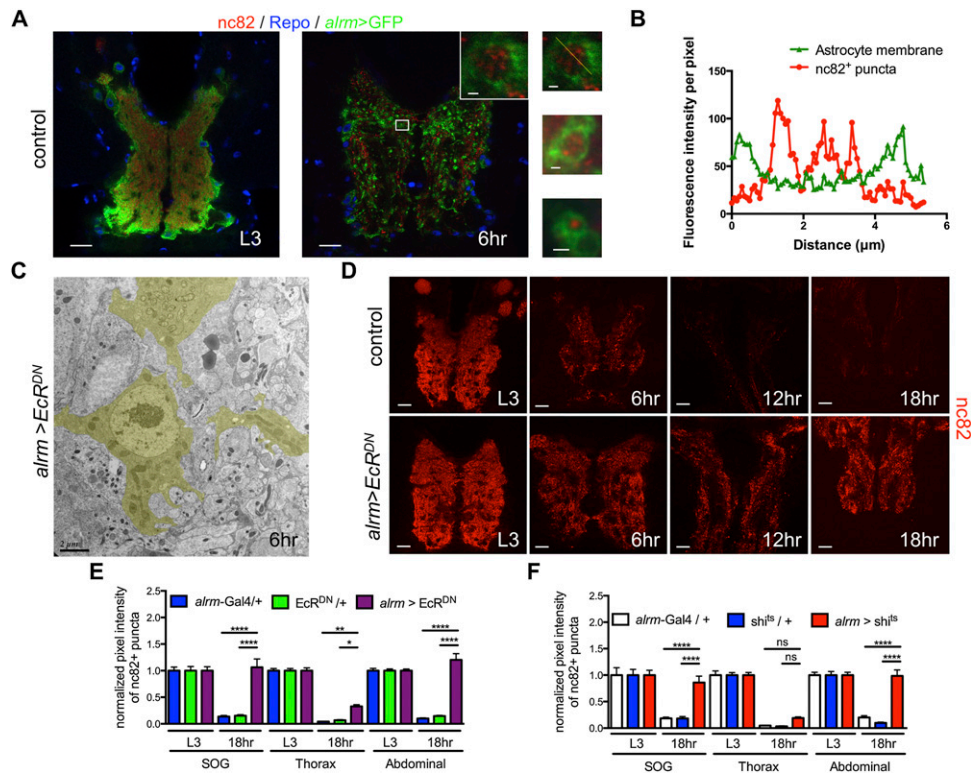 A
nc82 / Repo / alrm>GFP
control
L3
6hr
B
Astrocyte membrane
nc82+ puncta
Fluorescence intensity per pixel
150
100
50
0
0 2 4 6
Distance (µm)
C
alrm >EcRDN
2 µm
6hr
D
control
L3
6hr
12hr
18hr
alrm>EcRDN
L3
6hr
12hr
18hr
nc82
E
alrm-Gal4/+ EcRDN /+ alrm > EcRDN
normalized pixel intensity
of nc82+ puncta
2.5
2.0
1.5
1.0
0.5
0.0
**** ** ****
**** * ****
L3 18hr L3 18hr L3 18hr
SOG Thorax Abdominal
F
alrm-Gal4 / + shits / + alrm > shits
normalized pixel intensity
of nc82+ puncta
2.5
2.0
1.5
1.0
0.5
0.0
**** ns ****
**** ns ****
L3 18hr L3 18hr L3 18hr
SOG Thorax Abdominal